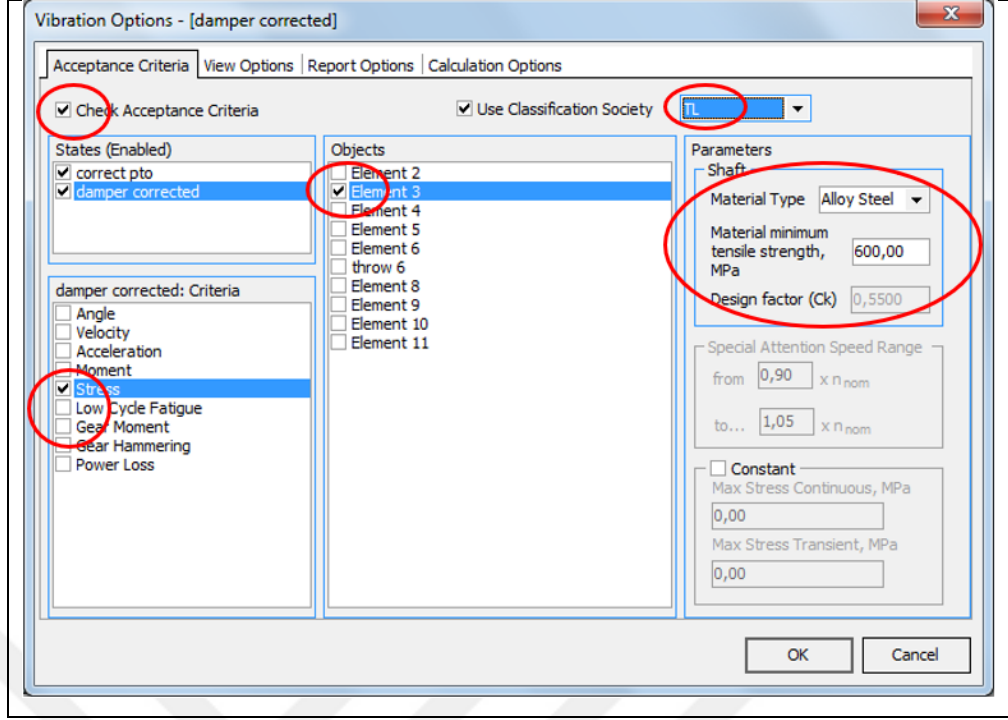 Vibration Options - [damper corrected]
x
Acceptance Criteria View Options Report Options Calculation Options
Check Acceptance Criteria
Use Classification Society
TL
States (Enabled)
correct pto
damper corrected
damper corrected: Criteria
Angle
Velocity
Acceleration
Moment
Stress
Low Cycle Fatigue
Gear Moment
Gear Hammering
Power Loss
Objects
Element 2
Element 3
Element 4
Element 5
Element 6
throw 6
Element 8
Element 9
Element 10
Element 11
Parameters
Shaft
Material Type Alloy Steel
Material minimum
tensile strength, 600,00
MPa
Design factor (Ck) 0,5500
Special Attention Speed Range
from 0,90 x n nom
to... 1,05 x n nom
Constant
Max Stress Continuous, MPa
0,00
Max Stress Transient, MPa
0,00
OK Cancel